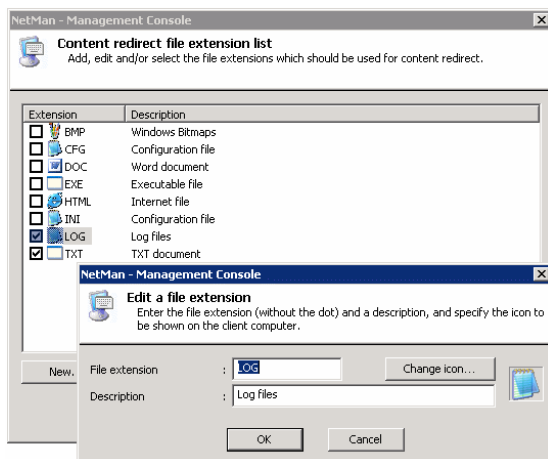 NetMan - Management Console
Content redirect file extension list
Add, edit and/or select the file extensions which should be used for content redirect.
Extension Description
BMP Windows Bitmaps
CFG Configuration file
DOC Word document
EXE Executable file
HTML Internet file
INI Configuration file
LOG Log files
TXT TXT document
New.
NetMan - Management Console
Edit a file extension
Enter the file extension (without the dot) and a description, and specify the icon to
be shown on the client computer.
File extension : LOG Change icon...
Description : Log files
OK Cancel